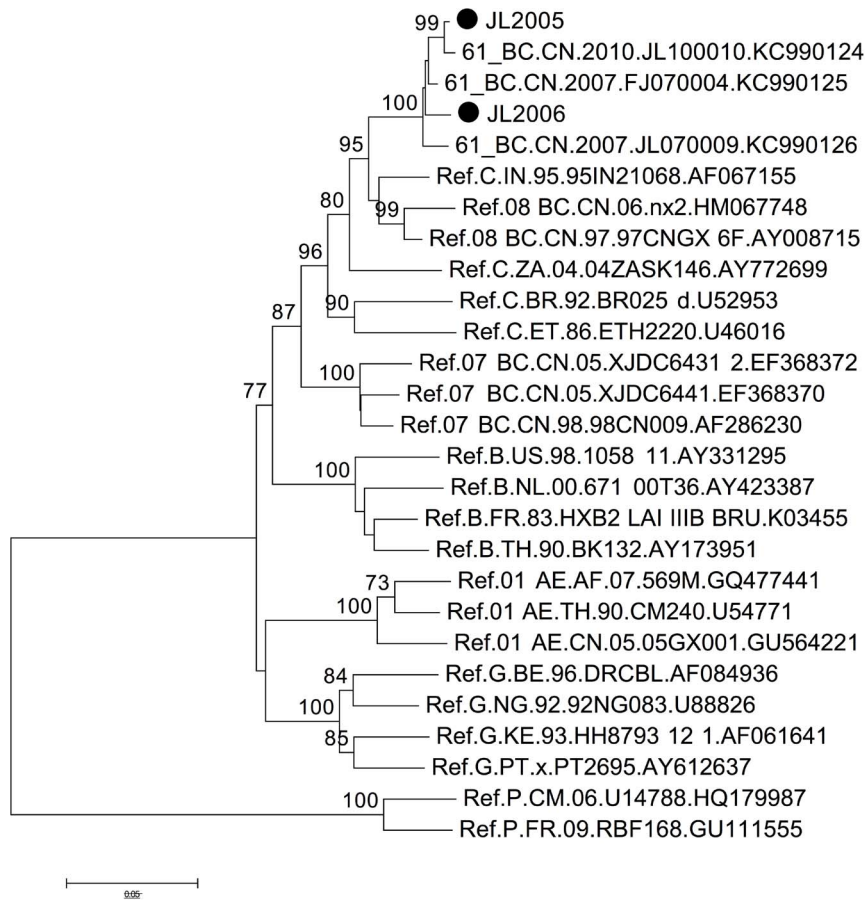 99
JL2005
61_BC.CN.2010.JL100010.KC990124
61_BC.CN.2007.FJ070004.KC990125
100
JL2006
61_BC.CN.2007.JL070009.KC990126
95
Ref.C.IN.95.95IN21068.AF067155
99
Ref.08 BC.CN.06.nx2.HM067748
80
Ref.08 BC.CN.97.97CNGX 6F.AY008715
96
Ref.C.ZA.04.04ZASK146.AY772699
90
Ref.C.BR.92.BR025 d.U52953
87
Ref.C.ET.86.ETH2220.U46016
Ref.07 BC.CN.05.XJDC6431 2.EF368372
100
Ref.07 BC.CN.05.XJDC6441.EF368370
77
Ref.07 BC.CN.98.98CN009.AF286230
Ref.B.US.98.1058 11.AY331295
100
Ref.B.NL.00.671 00T36.AY423387
Ref.B.FR.83.HXB2 LAI IIIB BRU.K03455
Ref.B.TH.90.BK132.AY173951
73
Ref.01 AE.AF.07.569M.GQ477441
100
Ref.01 AE.TH.90.CM240.U54771
Ref.01 AE.CN.05.05GX001.GU564221
84
Ref.G.BE.96.DRCBL.AF084936
100
Ref.G.NG.92.92NG083.U88826
85
Ref.G.KE.93.HH8793 12 1.AF061641
Ref.G.PT.x.PT2695.AY612637
100
Ref.P.CM.06.U14788.HQ179987
Ref.P.FR.09.RBF168.GU111555
0.05